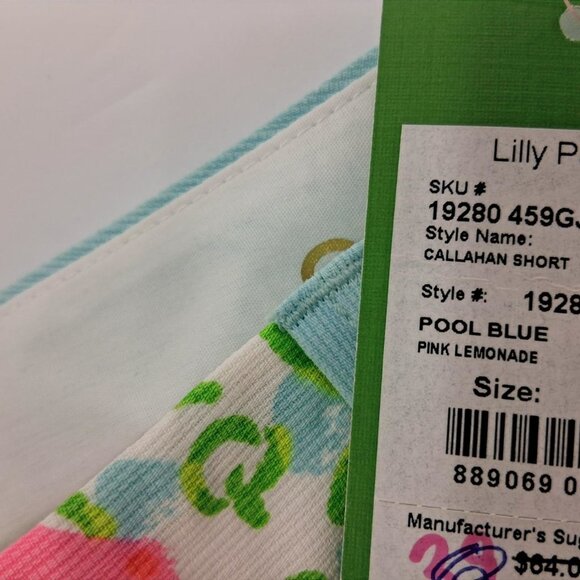 Lilly P
SKU #
19280 459G
Style Name:
CALLAHAN SHORT
Style #: 1928
POOL BLUE
PINK LEMONADE
Size:
889069 0
Manufacturer's Sug
$64.0